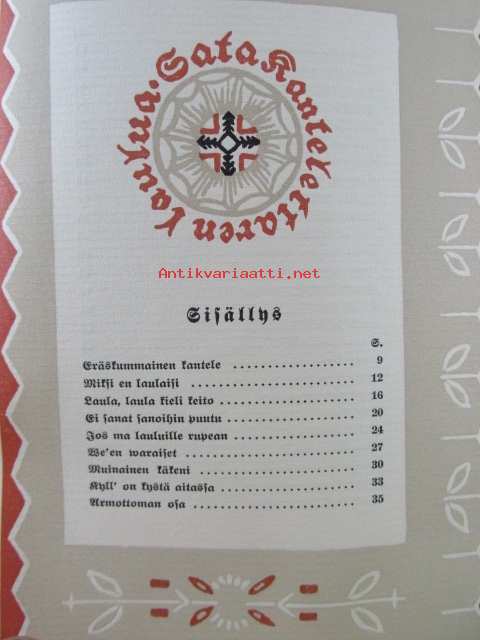 Sata Kantelettaren laulua.
Antikvariaatti.net
Sisällys
S.
Eräskummainen kantele 9
Miksi en laulaisi 12
Laula, laula kieli keito 16
Ei sanat sanoihin puutu 20
Jos ma lauluille rupean 24
We'en waraiset 27
Muinainen käkeni 30
Kyll' on kystä aitassa 33
Armottoman osa 35